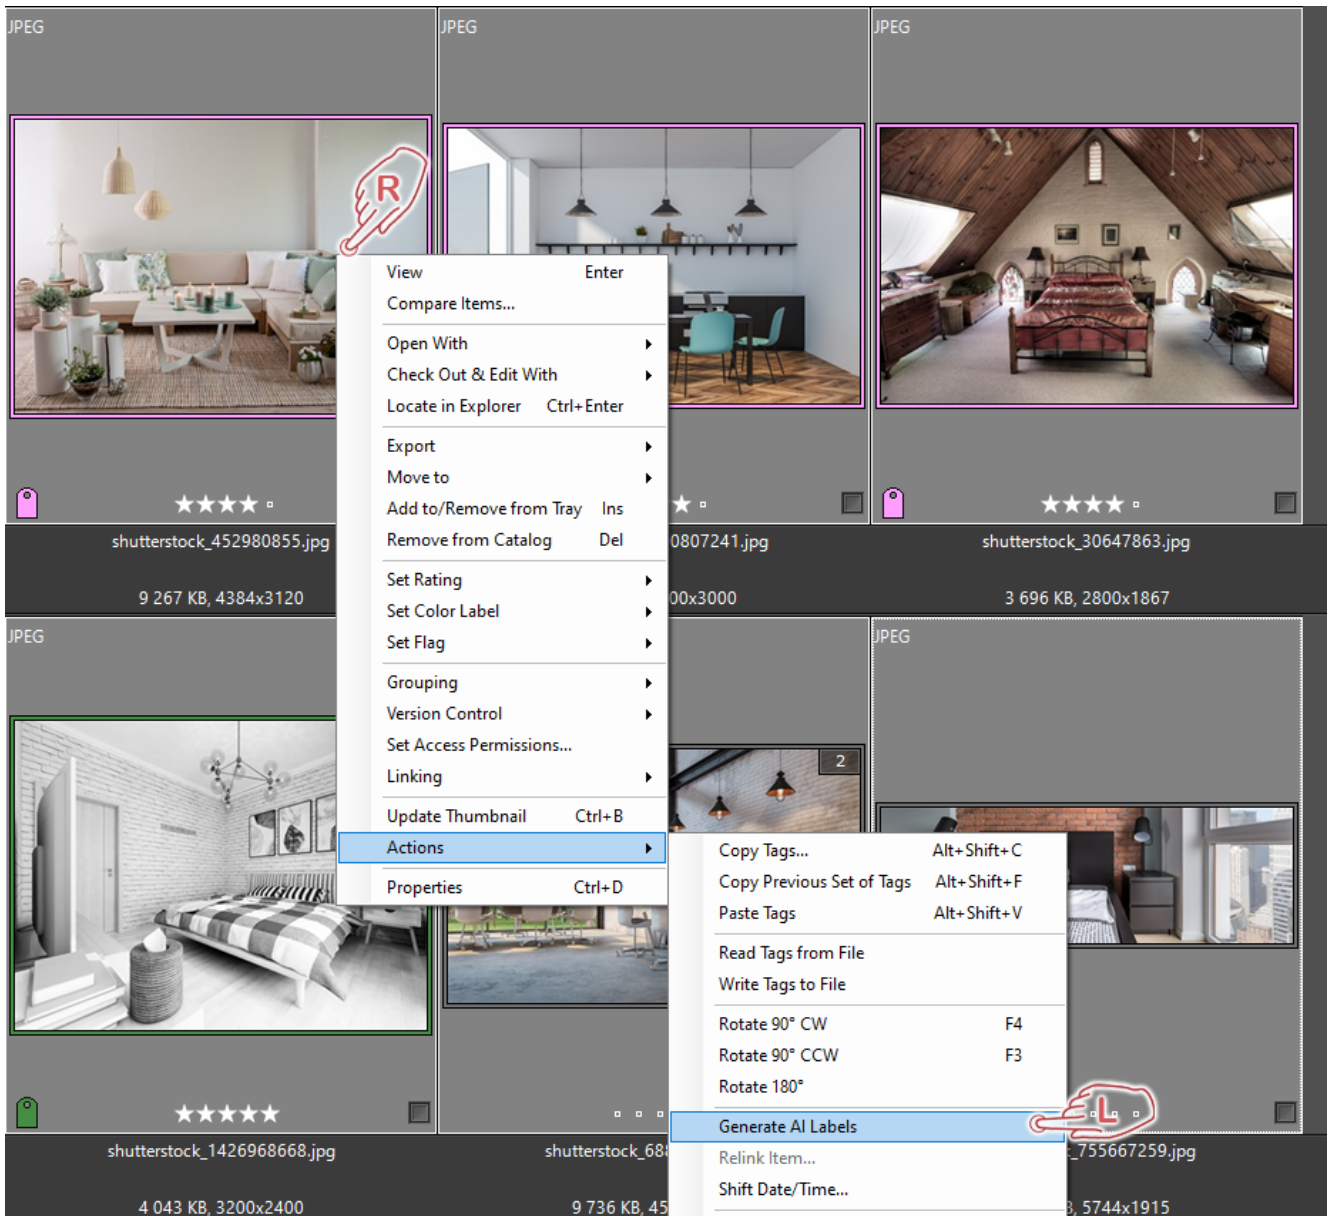 JPEG
JPEG
JPEG
R
View Enter
Compare Items...
Open With
Check Out & Edit With
Locate in Explorer Ctrl+Enter
Export
Move to
Add to/Remove from Tray Ins
Remove from Catalog Del
Set Rating
Set Color Label
Set Flag
Grouping
Version Control
Set Access Permissions...
Linking
Update Thumbnail Ctrl+B
Actions
Properties Ctrl+D
shutterstock_452980855.jpg
0807241.jpg
shutterstock_30647863.jpg
9 267 KB, 4384x3120
00x3000
3 696 KB, 2800x1867
JPEG
JPEG
2
Copy Tags... Alt+Shift+C
Copy Previous Set of Tags Alt+Shift+F
Paste Tags Alt+Shift+V
Read Tags from File
Write Tags to File
Rotate 90° CW F4
Rotate 90° CCW F3
Rotate 180°
Generate AI Labels
L
Relink Item...
Shift Date/Time...
shutterstock_1426968668.jpg
shutterstock_68
_755667259.jpg
4 043 KB, 3200x2400
9 736 KB, 45
, 5744x1915